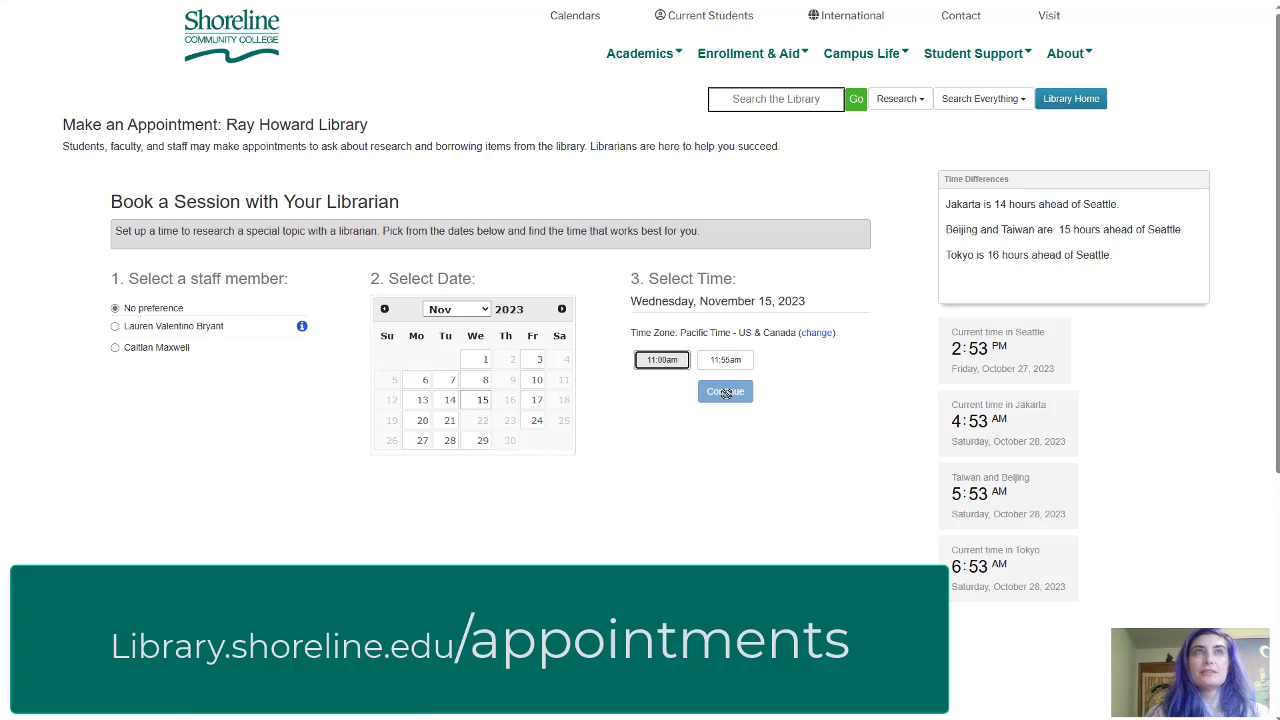 Shoreline
COMMUNITY COLLEGE
Calendars
Current Students
International
Contact
Visit
Academics
Enrollment & Aid
Campus Life
Student Support
About
Search the Library
Go
Research
Search Everything
Library Home
Make an Appointment: Ray Howard Library
Students, faculty, and staff may make appointments to ask about research and borrowing items from the library. Librarians are here to help you succeed.
Book a Session with Your Librarian
Set up a time to research a special topic with a librarian. Pick from the dates below and find the time that works best for you.
1. Select a staff member:
No preference
Lauren Valentino Bryant
Caitlan Maxwell
2. Select Date:
Nov 2023
Su Mo Tu We Th Fr Sa
1 2 3 4
5 6 7 8 9 10 11
12 13 14 15 16 17 18
19 20 21 22 23 24 25
26 27 28 29 30
3. Select Time:
Wednesday, November 15, 2023
Time Zone: Pacific Time - US & Canada (change)
11:00am 11:55am
Continue
Time Differences
Jakarta is 14 hours ahead of Seattle.
Beijing and Taiwan are 15 hours ahead of Seattle.
Tokyo is 16 hours ahead of Seattle.
Current time in Seattle
2:53 PM
Friday, October 27, 2023
Current time in Jakarta
4:53 AM
Saturday, October 28, 2023
Taiwan and Beijing
5:53 AM
Saturday, October 28, 2023
Current time in Tokyo
6:53 AM
Saturday, October 28, 2023
Library.shoreline.edu/appointments